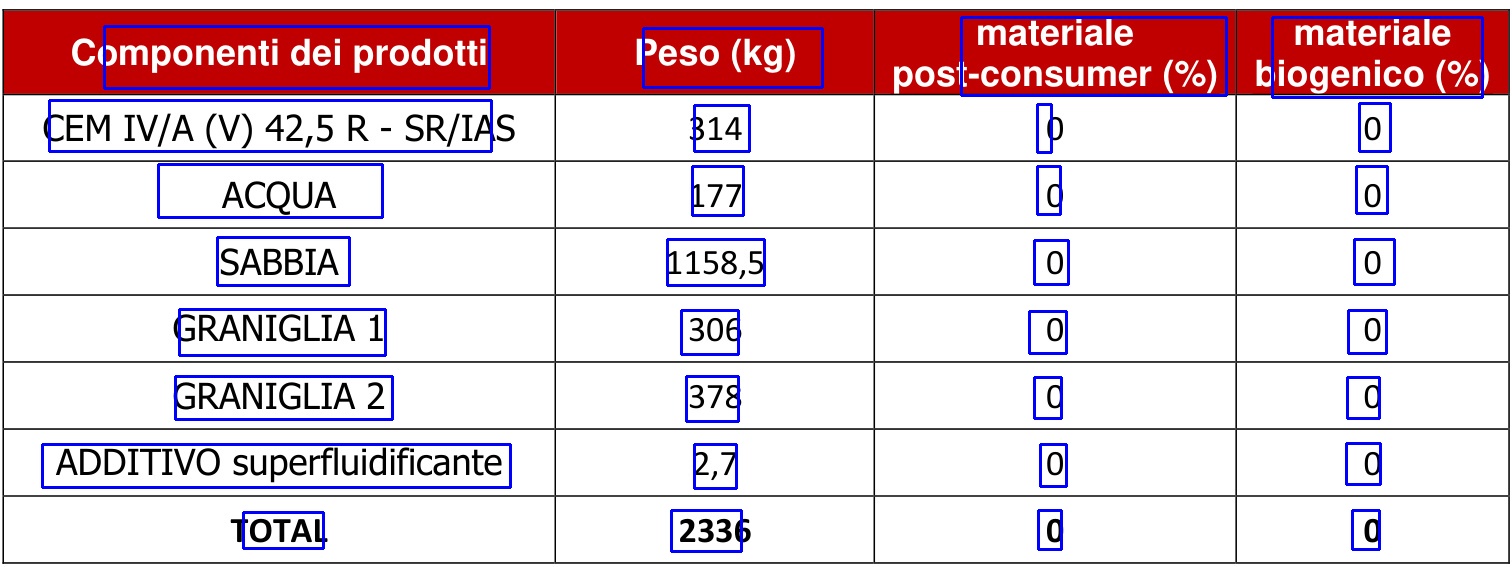 Componenti dei prodotti Peso (kg) materiale post-consumer (%) materiale biogenico (%)
CEM IV/A (V) 42,5 R - SR/IAS 314 0 0
ACQUA 177 0 0
SABBIA 1158,5 0 0
GRANIGLIA 1 306 0 0
GRANIGLIA 2 378 0 0
ADDITIVO superfluidificante 2,7 0 0
TOTAL 2336 0 0